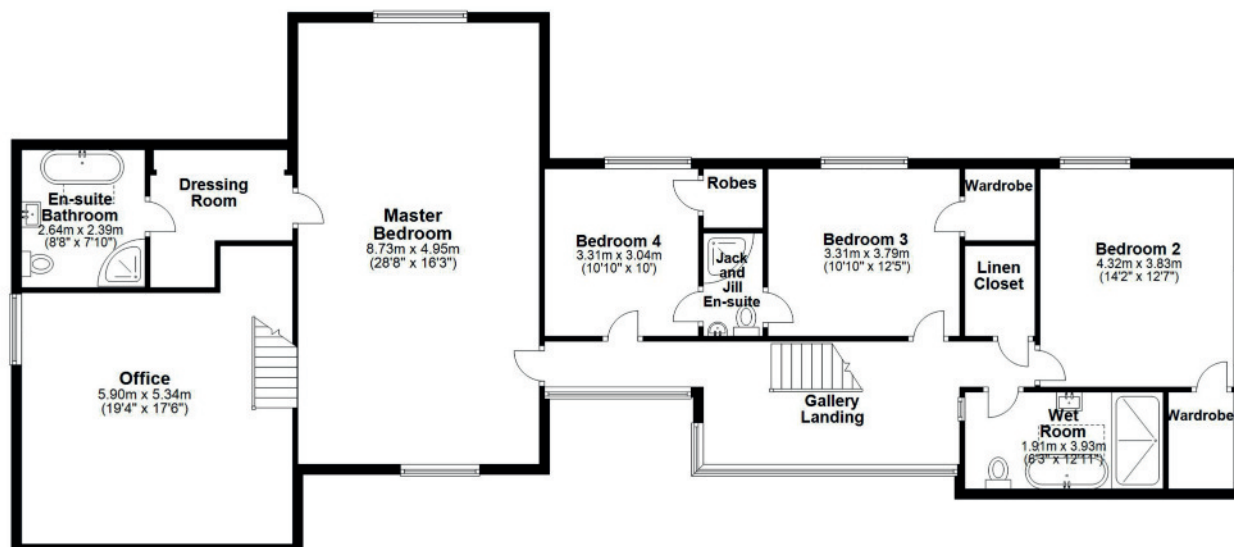 En-suite
Bathroom
2.64m x 2.39m
(8'8" x 7'10")
Dressing
Room
Master
Bedroom
8.73m x 4.95m
(28'8" x 16'3")
Office
5.90m x 5.34m
(19'4" x 17'6")
Bedroom 4
3.31m x 3.04m
(10'10" x 10')
Robes
Jack
and
Jill
En-suite
Bedroom 3
3.31m x 3.79m
(10'10" x 12'5")
Wardrobe
Linen
Closet
Bedroom 2
4.32m x 3.83m
(14'2" x 12'7")
Gallery
Landing
Wet
Room
1.91m x 3.93m
(6'3" x 12'11")
Wardrobe